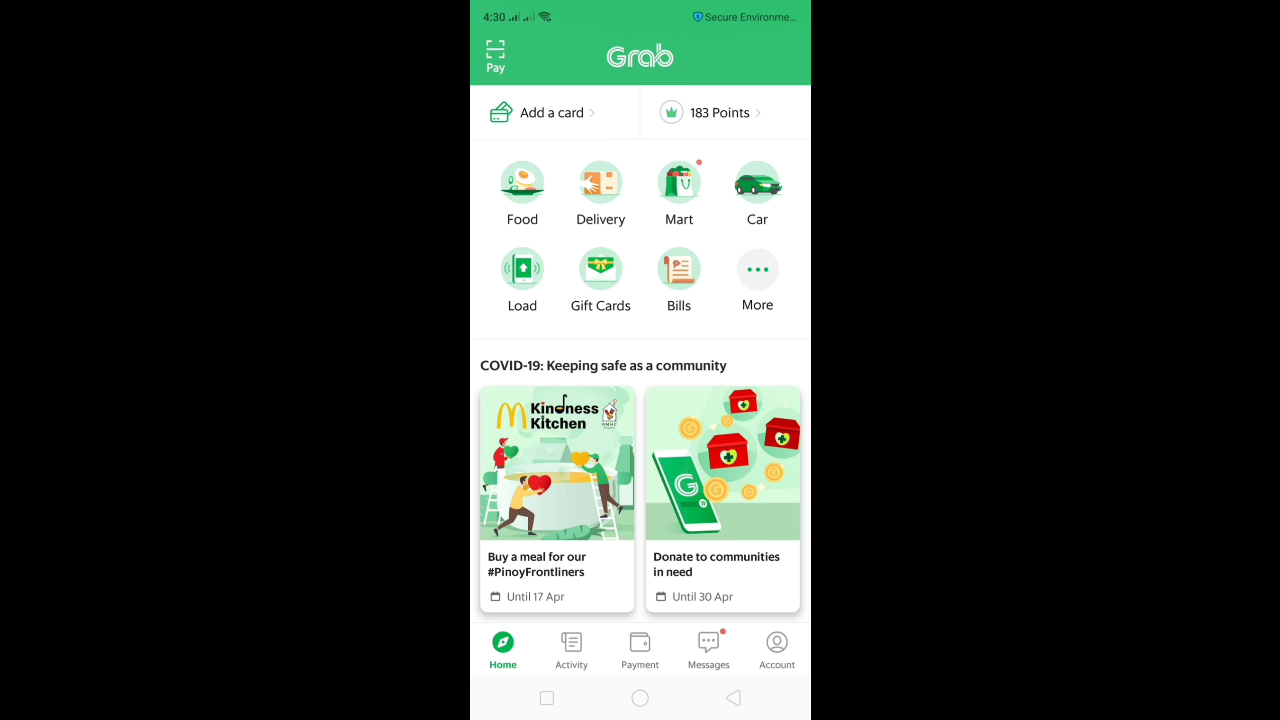 4:30
Secure Environme...
Pay
Grab
Add a card
183 Points
Food
Delivery
Mart
Car
Load
Gift Cards
Bills
More
COVID-19: Keeping safe as a community
Kindness
Kitchen
RMHC
Buy a meal for our
#PinoyFrontliners
Until 17 Apr
Donate to communities
in need
Until 30 Apr
Home
Activity
Payment
Messages
Account